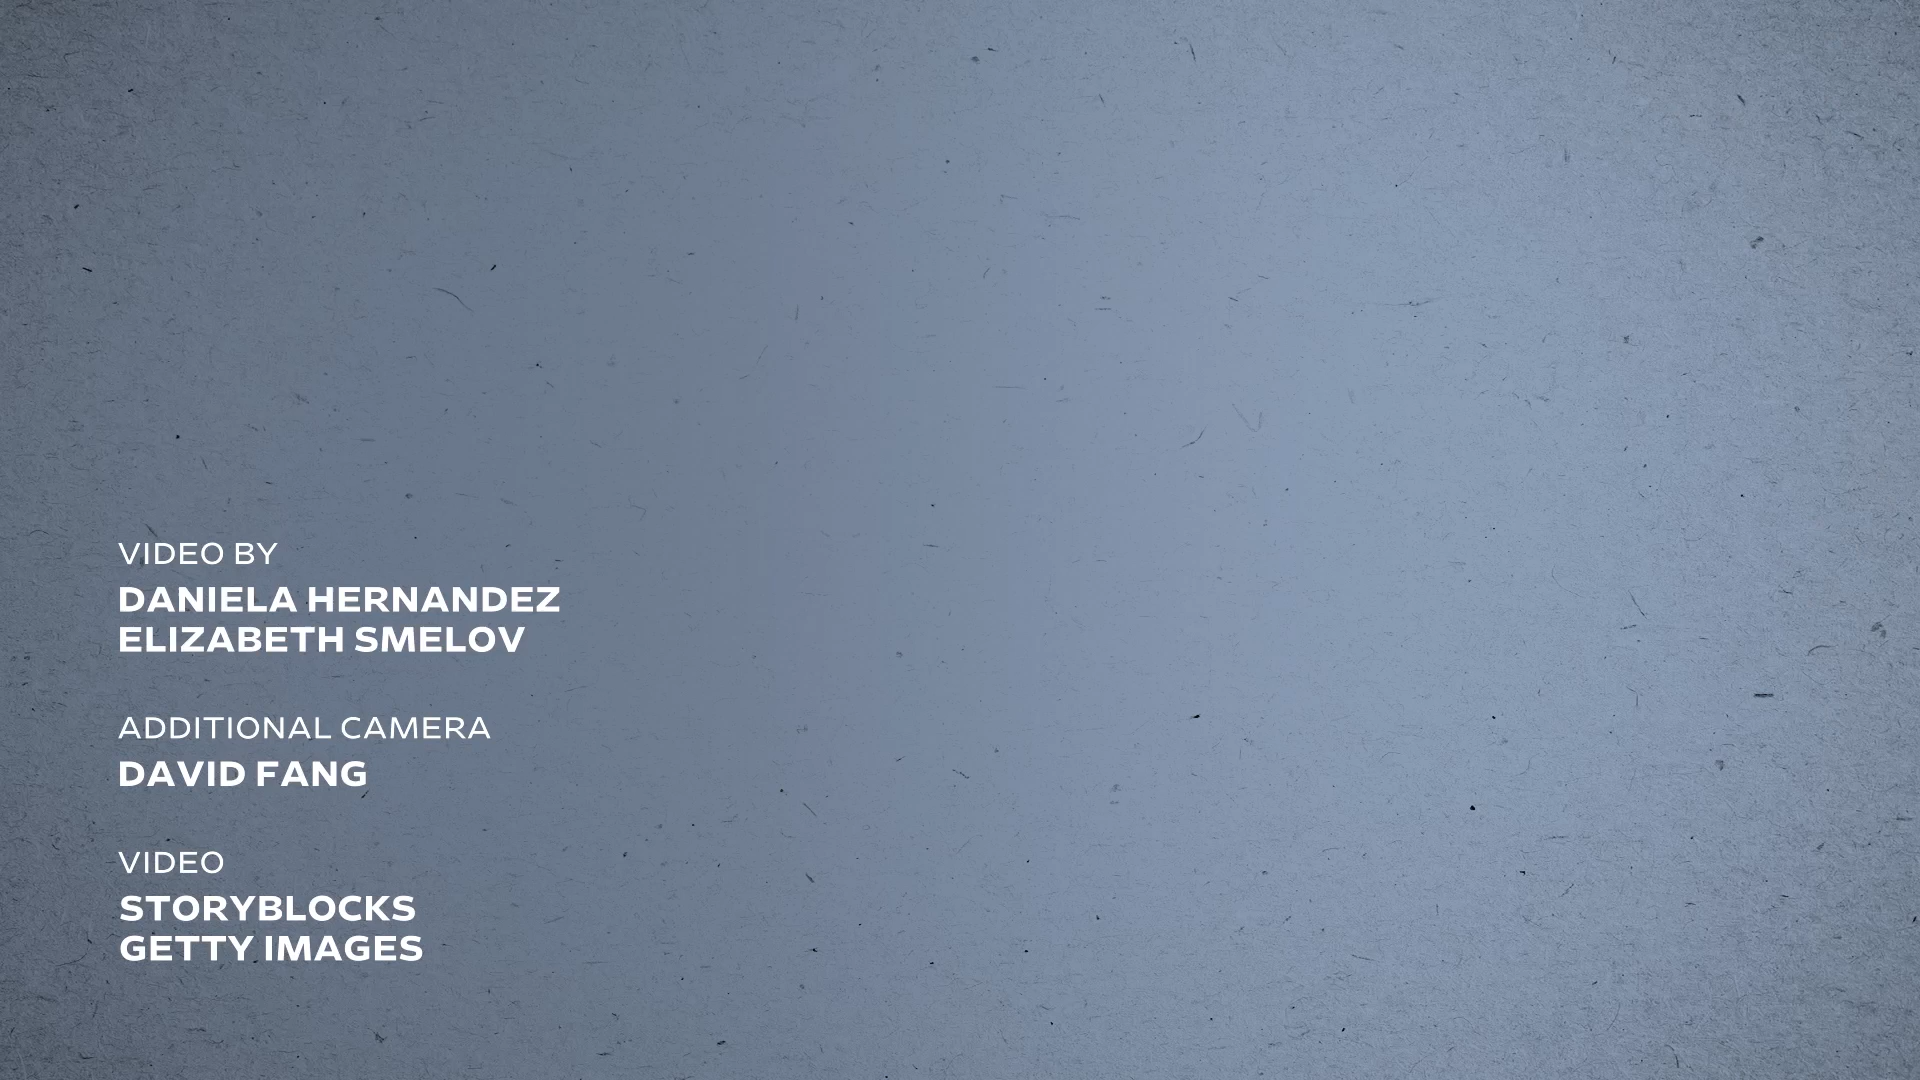 VIDEO BY
DANIELA HERNANDEZ
ELIZABETH SMELOV
ADDITIONAL CAMERA
DAVID FANG
VIDEO
STORYBLOCKS
GETTY IMAGES